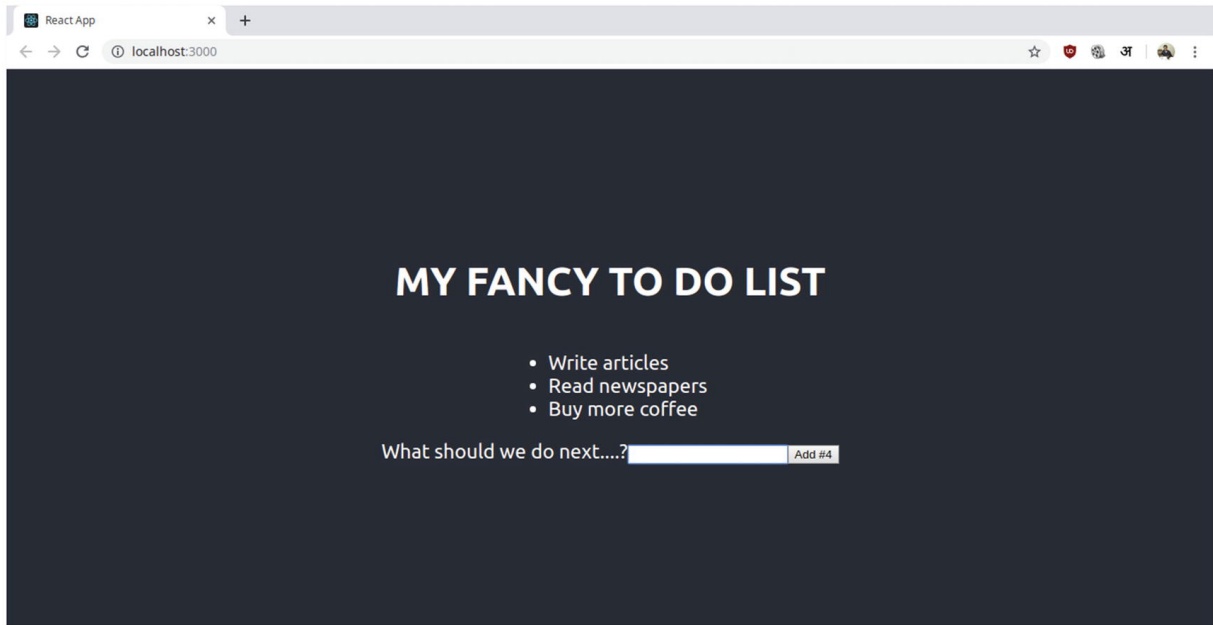 React App
localhost:3000
अ
MY FANCY TO DO LIST
Write articles
Read newspapers
Buy more coffee
What should we do next....? Add #4